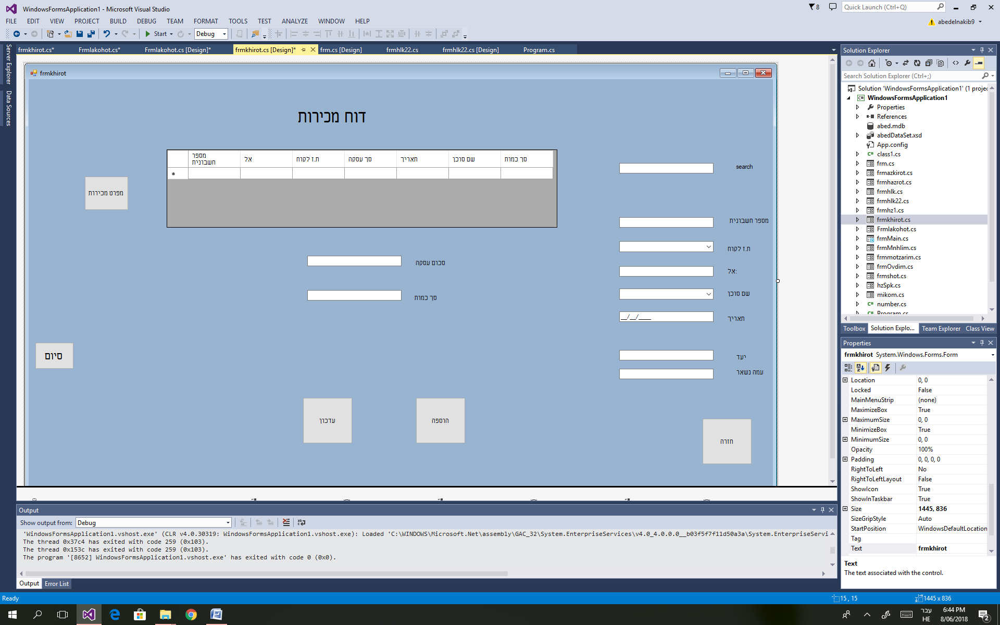 WindowsFormsApplication1 - Microsoft Visual Studio
8
Quick Launch (Ctrl+Q)
FILE EDIT VIEW PROJECT BUILD DEBUG TEAM FORMAT TOOLS TEST ANALYZE WINDOW HELP
abedelnakib9
Start Debug
Server Explorer
Data Sources
frmkhirot.cs* Frmlakohot.cs* Frmlakohot.cs [Design]* frmkhirot.cs [Design]* frm.cs [Design] frmhlk22.cs frmhlk22.cs [Design] Program.cs
frmkhirot
דוח מכירות
מספר חשבונית
אל
ת.ז לקוח
סך עסקה
תאריך
שם סוכן
סך כמות
*
search
מפרט מכירות
מספר חשבונית
ת.ז לקוח
סכום עסקה
אל:
סך כמות
שם סוכן
__/__/____
תאריך
סיום
יעד
עמה נשאר
עדכון
הוספה
חזרה
Solution Explorer
Search Solution Explorer (Ctrl+;)
Solution 'WindowsFormsApplication1' (1 projec
WindowsFormsApplication1
Properties
References
abed.mdb
abedDataSet.xsd
App.config
class1.cs
frm.cs
frmazkirot.cs
frmhazrot.cs
frmhlk.cs
frmhlk22.cs
frmhz1.cs
frmkhirot.cs
Frmlakohot.cs
frmMain.cs
frmMnhlim.cs
frmmotzarim.cs
frmOvdim.cs
frmshot.cs
hzSpk.cs
mikom.cs
number.cs
Program.cs
Toolbox Solution Explo... Team Explorer Class View
Properties
frmkhirot System.Windows.Forms.Form
Location 0, 0
Locked False
MainMenuStrip (none)
MaximizeBox True
MaximumSize 0, 0
MinimizeBox True
MinimumSize 0, 0
Opacity 100%
Padding 0, 0, 0, 0
RightToLeft No
RightToLeftLayout False
ShowIcon True
ShowInTaskbar True
Size 1445, 836
SizeGripStyle Auto
StartPosition WindowsDefaultLocation
Tag
Text frmkhirot
Text
The text associated with the control.
Output
Show output from: Debug
'WindowsFormsApplication1.vshost.exe' (CLR v4.0.30319: WindowsFormsApplication1.vshost.exe): Loaded 'C:\WINDOWS\Microsoft.Net\assembly\GAC_32\System.EnterpriseServices\v4.0_4.0.0.0__b03f5f7f11d50a3a\System.EnterpriseServi
The thread 0x37c4 has exited with code 259 (0x103).
The thread 0x153c has exited with code 259 (0x103).
The program '[8652] WindowsFormsApplication1.vshost.exe' has exited with code 0 (0x0).
Output Error List
Ready
15 , 15
1445 x 836
עבר
HE
6:44 PM
8/06/2018
2